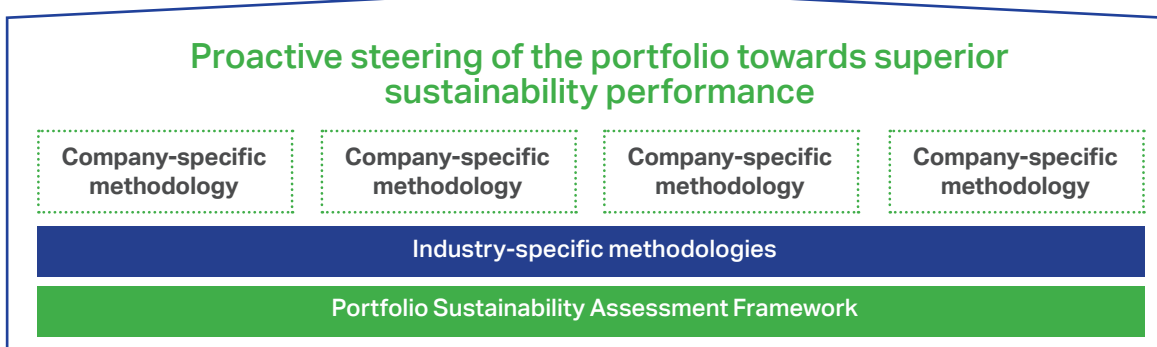 Proactive steering of the portfolio towards superior
sustainability performance
Company-specific
methodology
Company-specific
methodology
Company-specific
methodology
Company-specific
methodology
Industry-specific methodologies
Portfolio Sustainability Assessment Framework